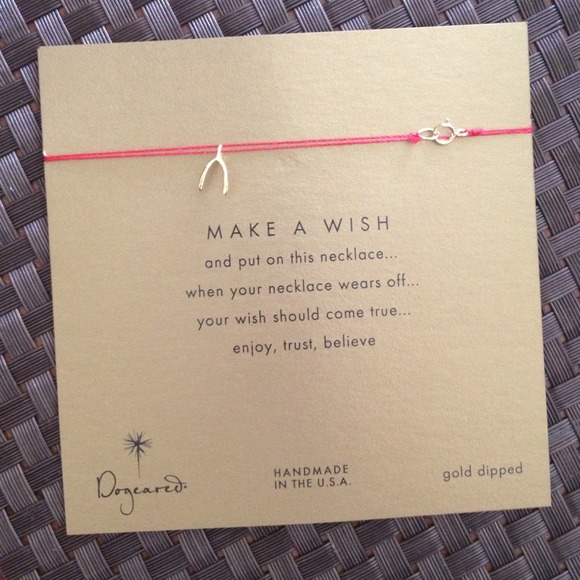 MAKE A WISH
and put on this necklace...
when your necklace wears off...
your wish should come true...
enjoy, trust, believe
Dogeared.
HANDMADE
IN THE U.S.A.
gold dipped